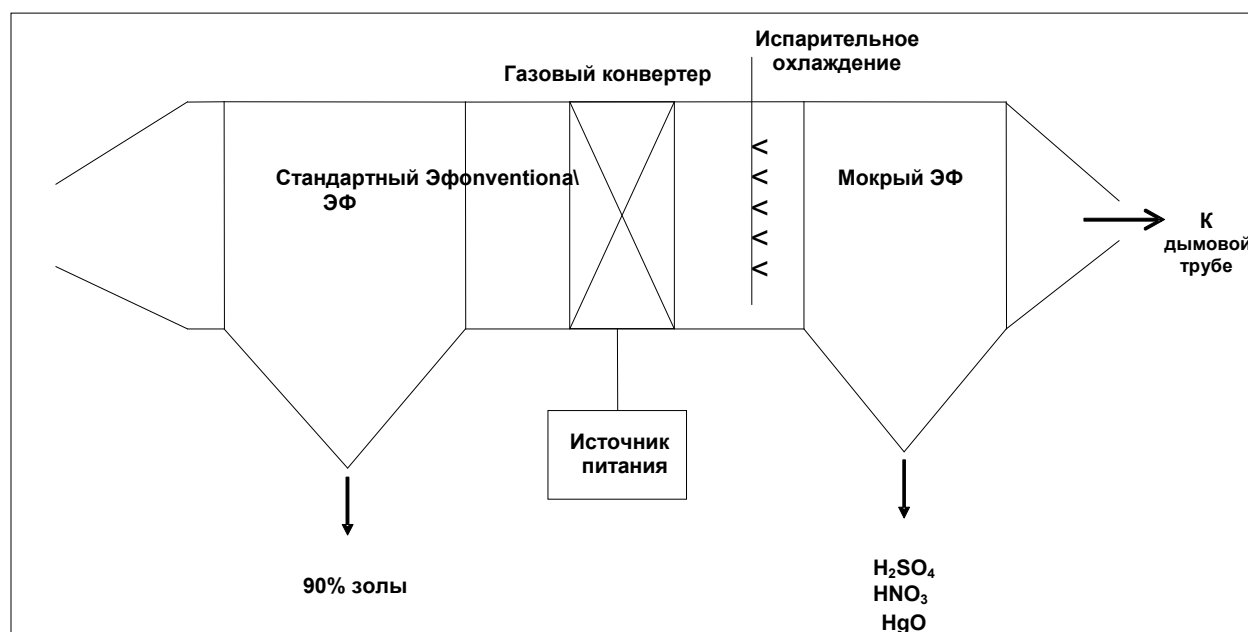 Испарительное
охлаждение
Газовый конвертер
Стандартный Эфonventiona\
ЭФ
Мокрый ЭФ
К
дымовой
трубе
Источник
питания
90% золы
H₂SO₄
HNO₃
HgO